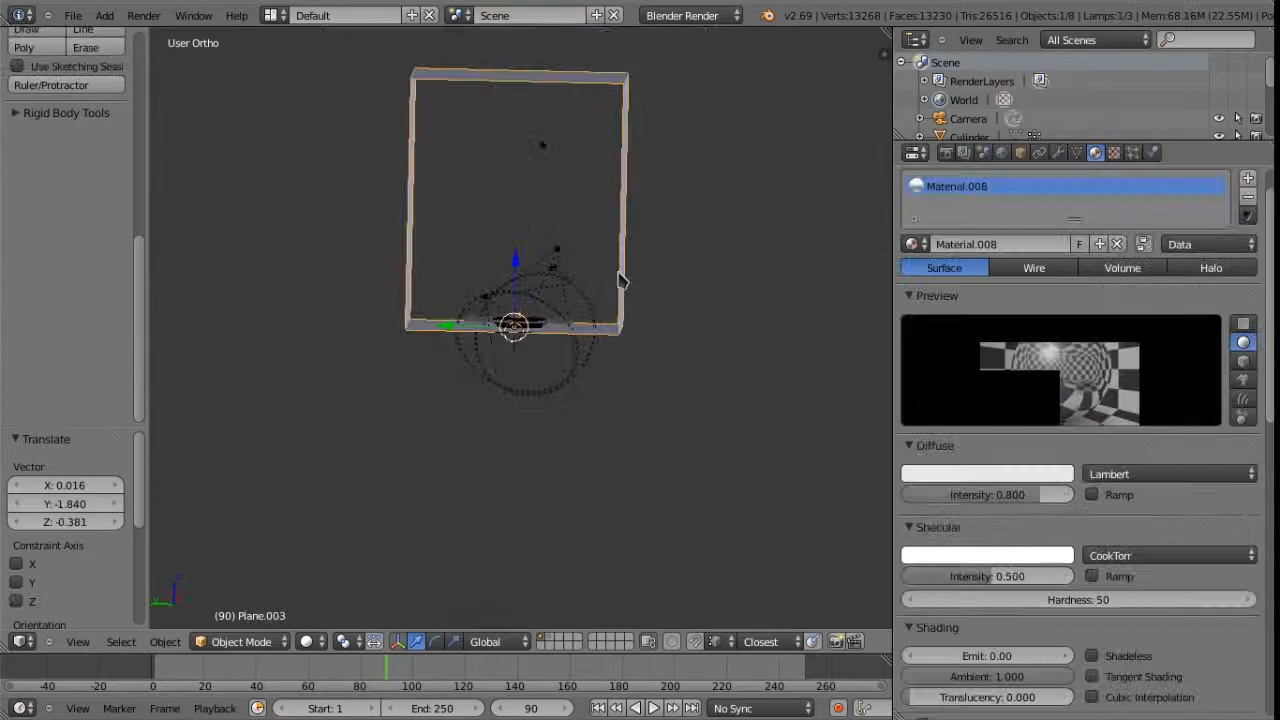 File Add Render Window Help Default Scene Blender Render v2.69 | Verts:13268 | Faces:13230 | Tris:26516 | Objects:1/8 | Lamps:1/3 | Mem:68.16M (22.55M)
Draw Line
Poly Erase
Use Sketching Sessi
Ruler/Protractor
Rigid Body Tools
Translate
Vector
X: 0.016
Y: -1.840
Z: -0.381
Constraint Axis
X
Y
Z
Orientation
User Ortho
(90) Plane.003
View Select Object Object Mode Global Closest
-40 -20 0 20 40 60 80 100 120 140 160 180 200 220 240 260
View Marker Frame Playback Start: 1 End: 250 90 No Sync
View Search All Scenes
Scene
RenderLayers
World
Camera
Cylinder
Material.008
Material.008 F Data
Surface Wire Volume Halo
Preview
Diffuse
Lambert
Intensity: 0.800 Ramp
Specular
CookTorr
Intensity: 0.500 Ramp
Hardness: 50
Shading
Emit: 0.00 Shadeless
Ambient: 1.000 Tangent Shading
Translucency: 0.000 Cubic Interpolation